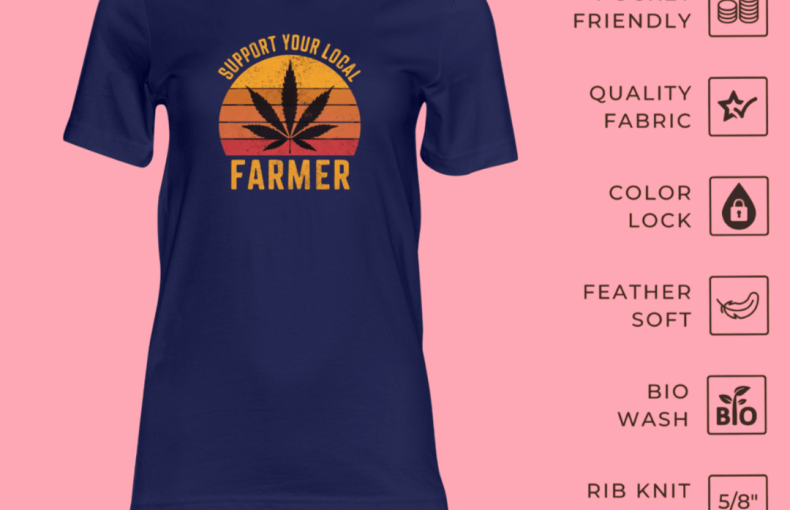 SUPPORT YOUR LOCAL
FARMER
FRIENDLY
QUALITY
FABRIC
COLOR
LOCK
FEATHER
SOFT
BIO
WASH
BIO
RIB KNIT
5/8"